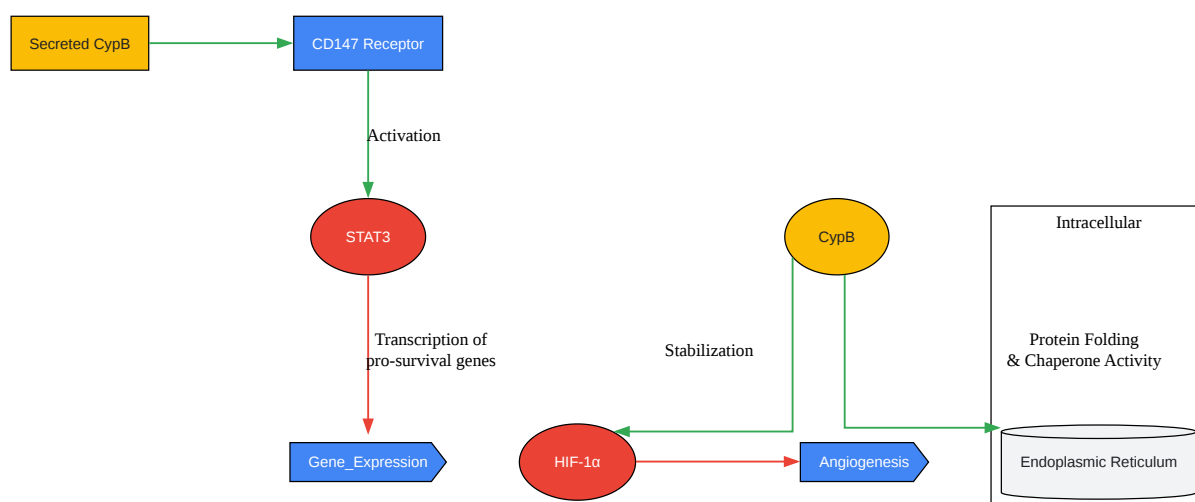 Secreted CypB
CD147 Receptor
Activation
STAT3
CypB
Intracellular
Transcription of
pro-survival genes
Stabilization
Protein Folding
& Chaperone Activity
Gene_Expression
HIF-1α
Angiogenesis
Endoplasmic Reticulum